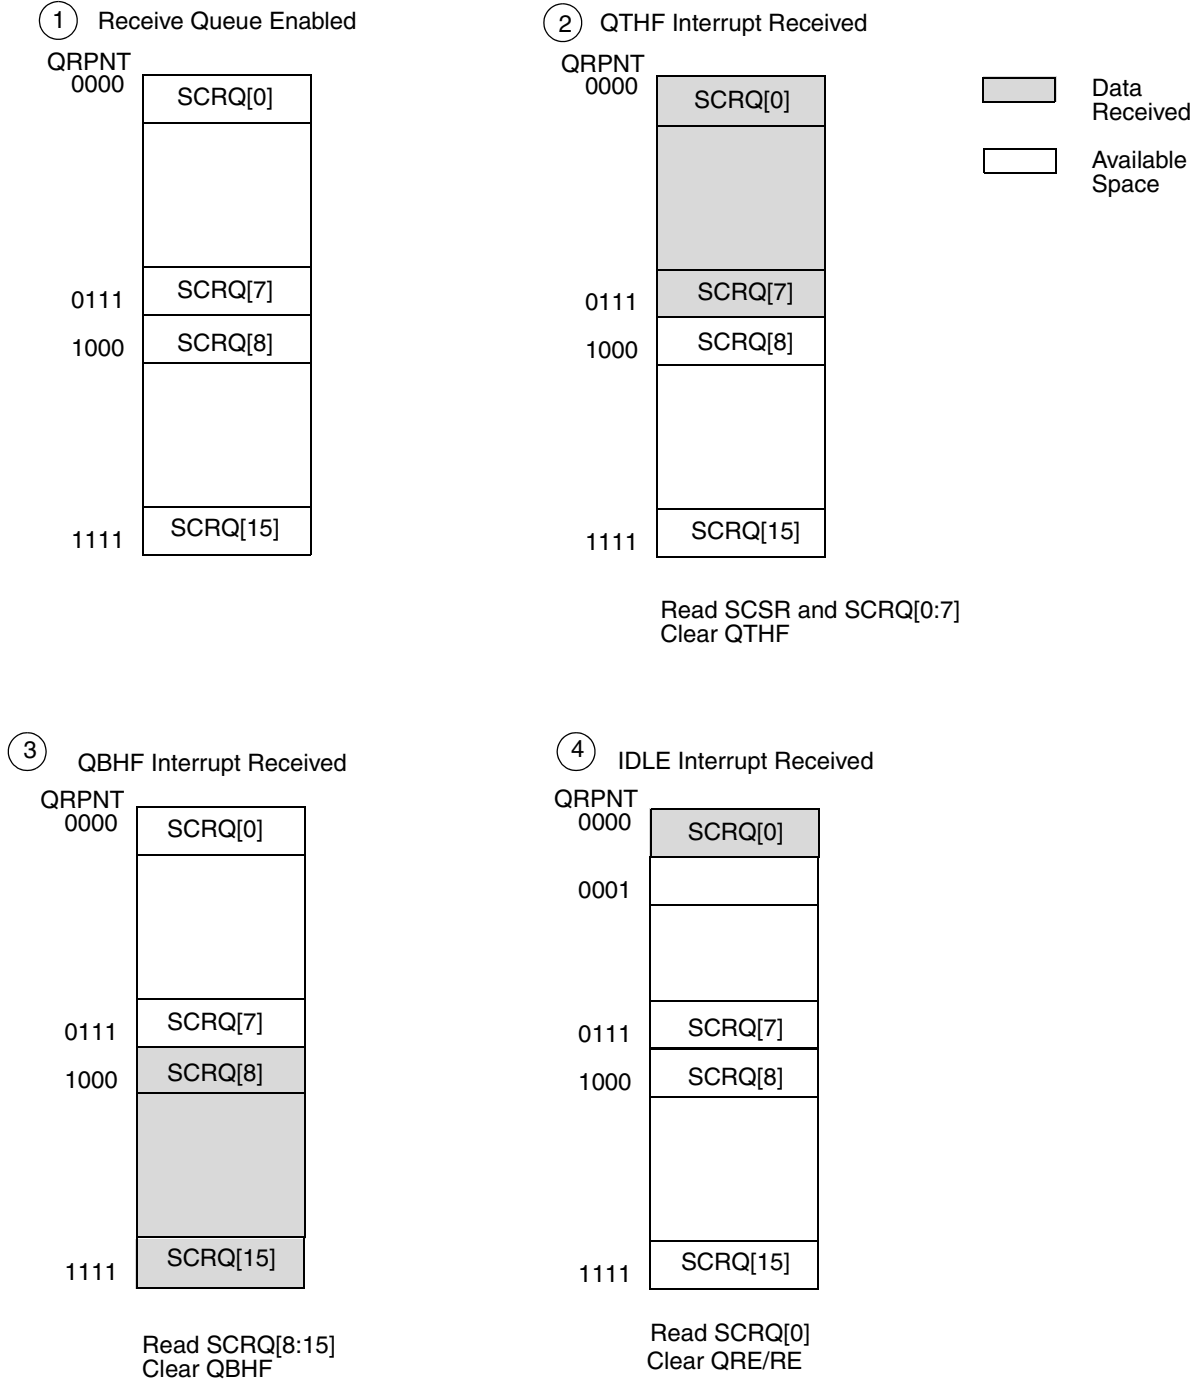 1 Receive Queue Enabled
QRPNT
0000 SCRQ[0]
0111 SCRQ[7]
1000 SCRQ[8]
1111 SCRQ[15]
2 QTHF Interrupt Received
QRPNT
0000 SCRQ[0]
0111 SCRQ[7]
1000 SCRQ[8]
1111 SCRQ[15]
Read SCSR and SCRQ[0:7]
Clear QTHF
Data
Received
Available
Space
3 QBHF Interrupt Received
QRPNT
0000 SCRQ[0]
0111 SCRQ[7]
1000 SCRQ[8]
1111 SCRQ[15]
Read SCRQ[8:15]
Clear QBHF
4 IDLE Interrupt Received
QRPNT
0000 SCRQ[0]
0001
0111 SCRQ[7]
1000 SCRQ[8]
1111 SCRQ[15]
Read SCRQ[0]
Clear QRE/RE